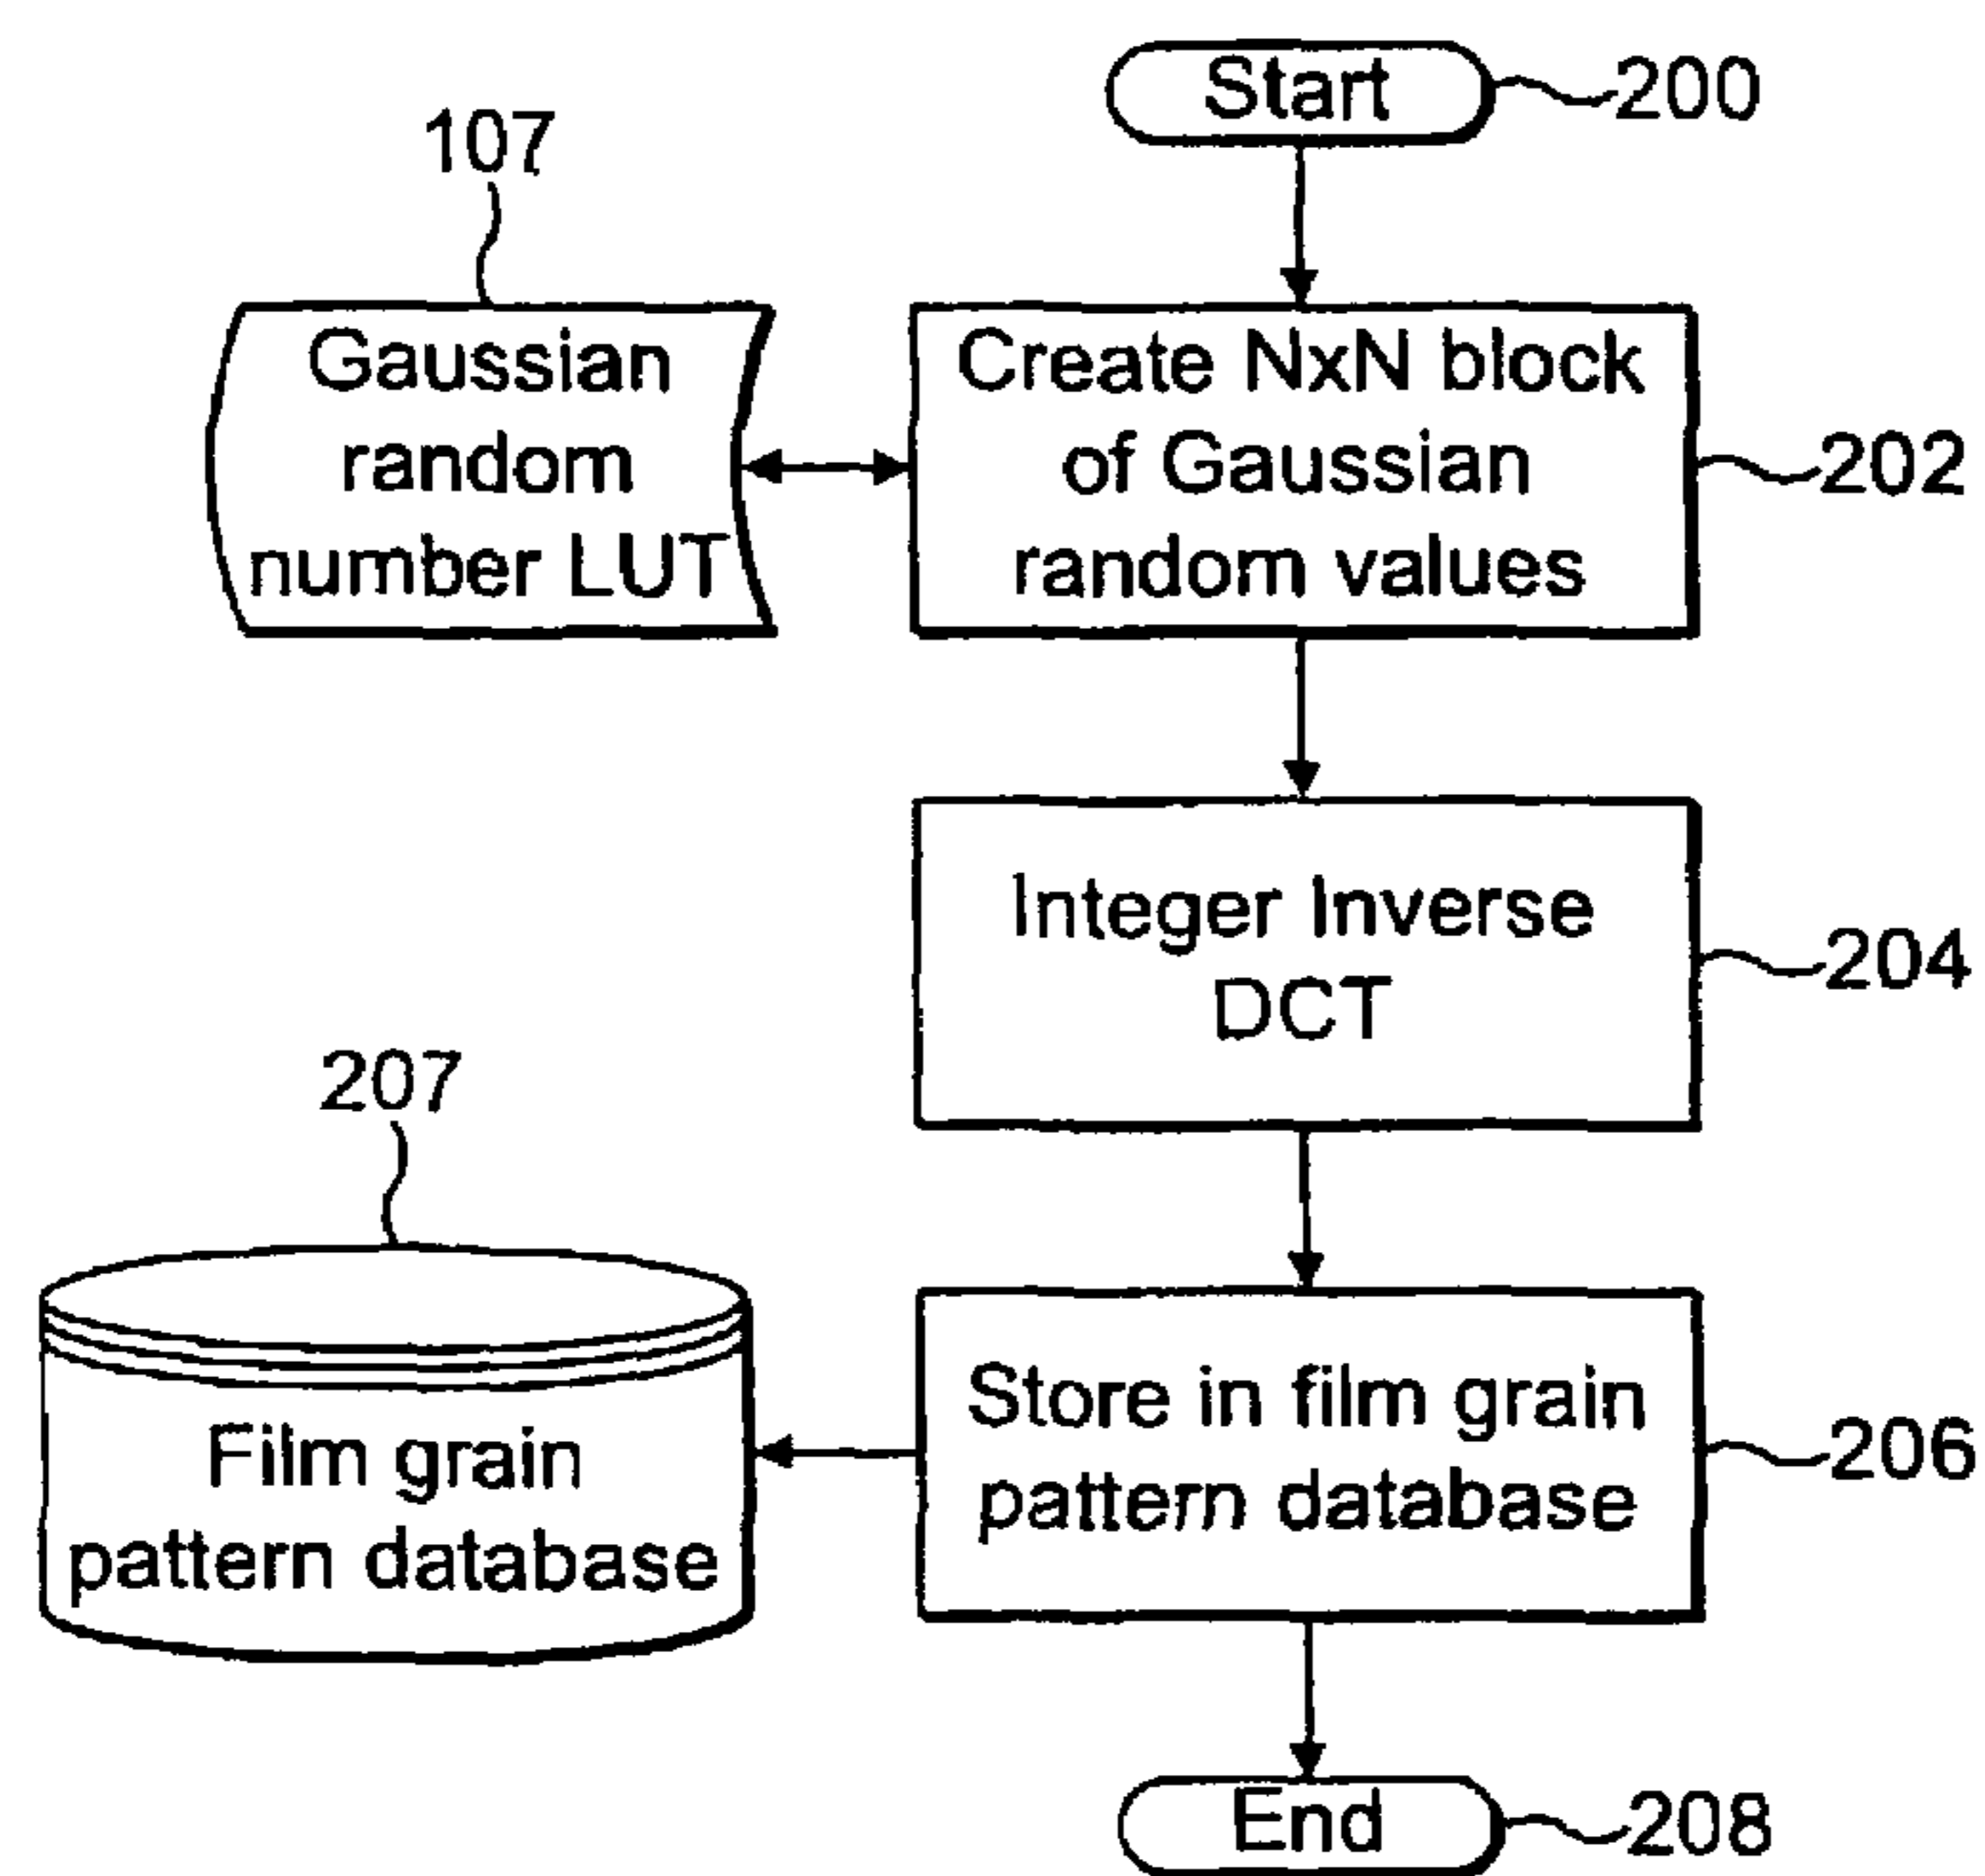 Start
200
107
Gaussian
random
number LUT
Create NxN block
of Gaussian
random values
202
Integer Inverse
DCT
204
207
Film grain
pattern database
Store in film grain
pattern database
206
End
208